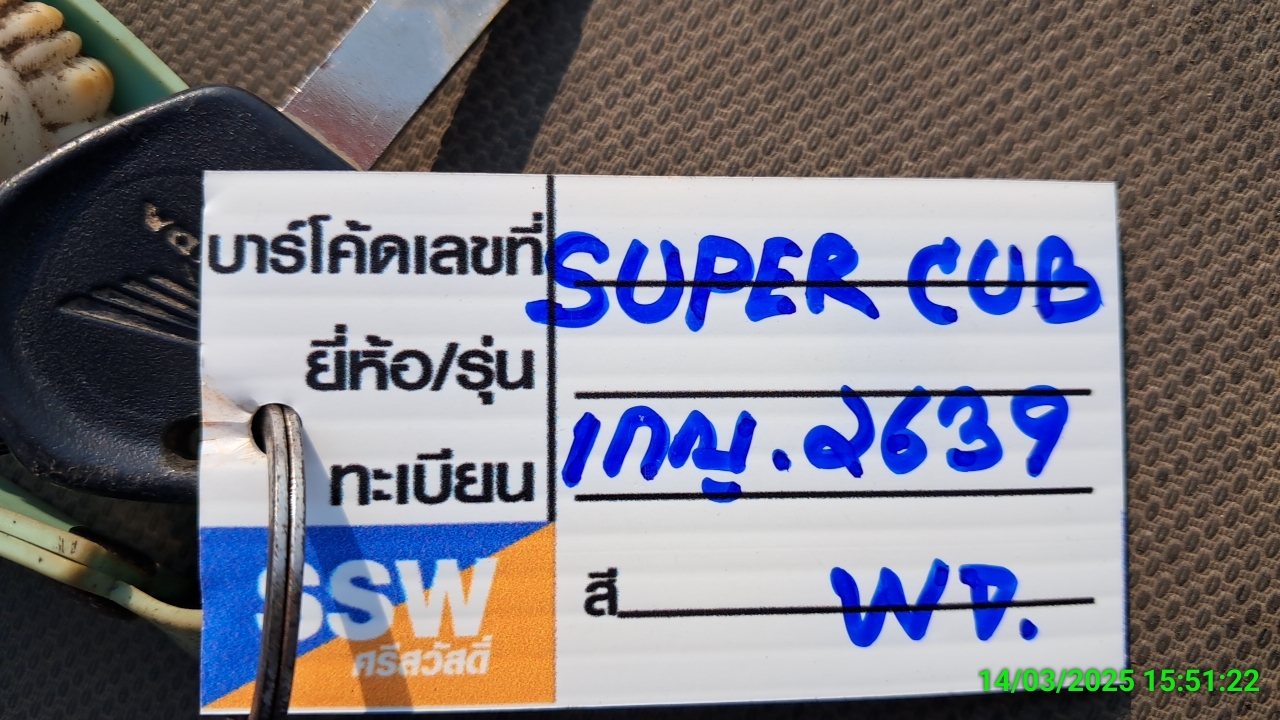 บาร์โค้ดเลขที่ SUPER CUB
ยี่ห้อ/รุ่น
ทะเบียน 1กญ.2639
สี WD.
SSW
ศรีสวัสดิ์
14/03/2025 15:51:22